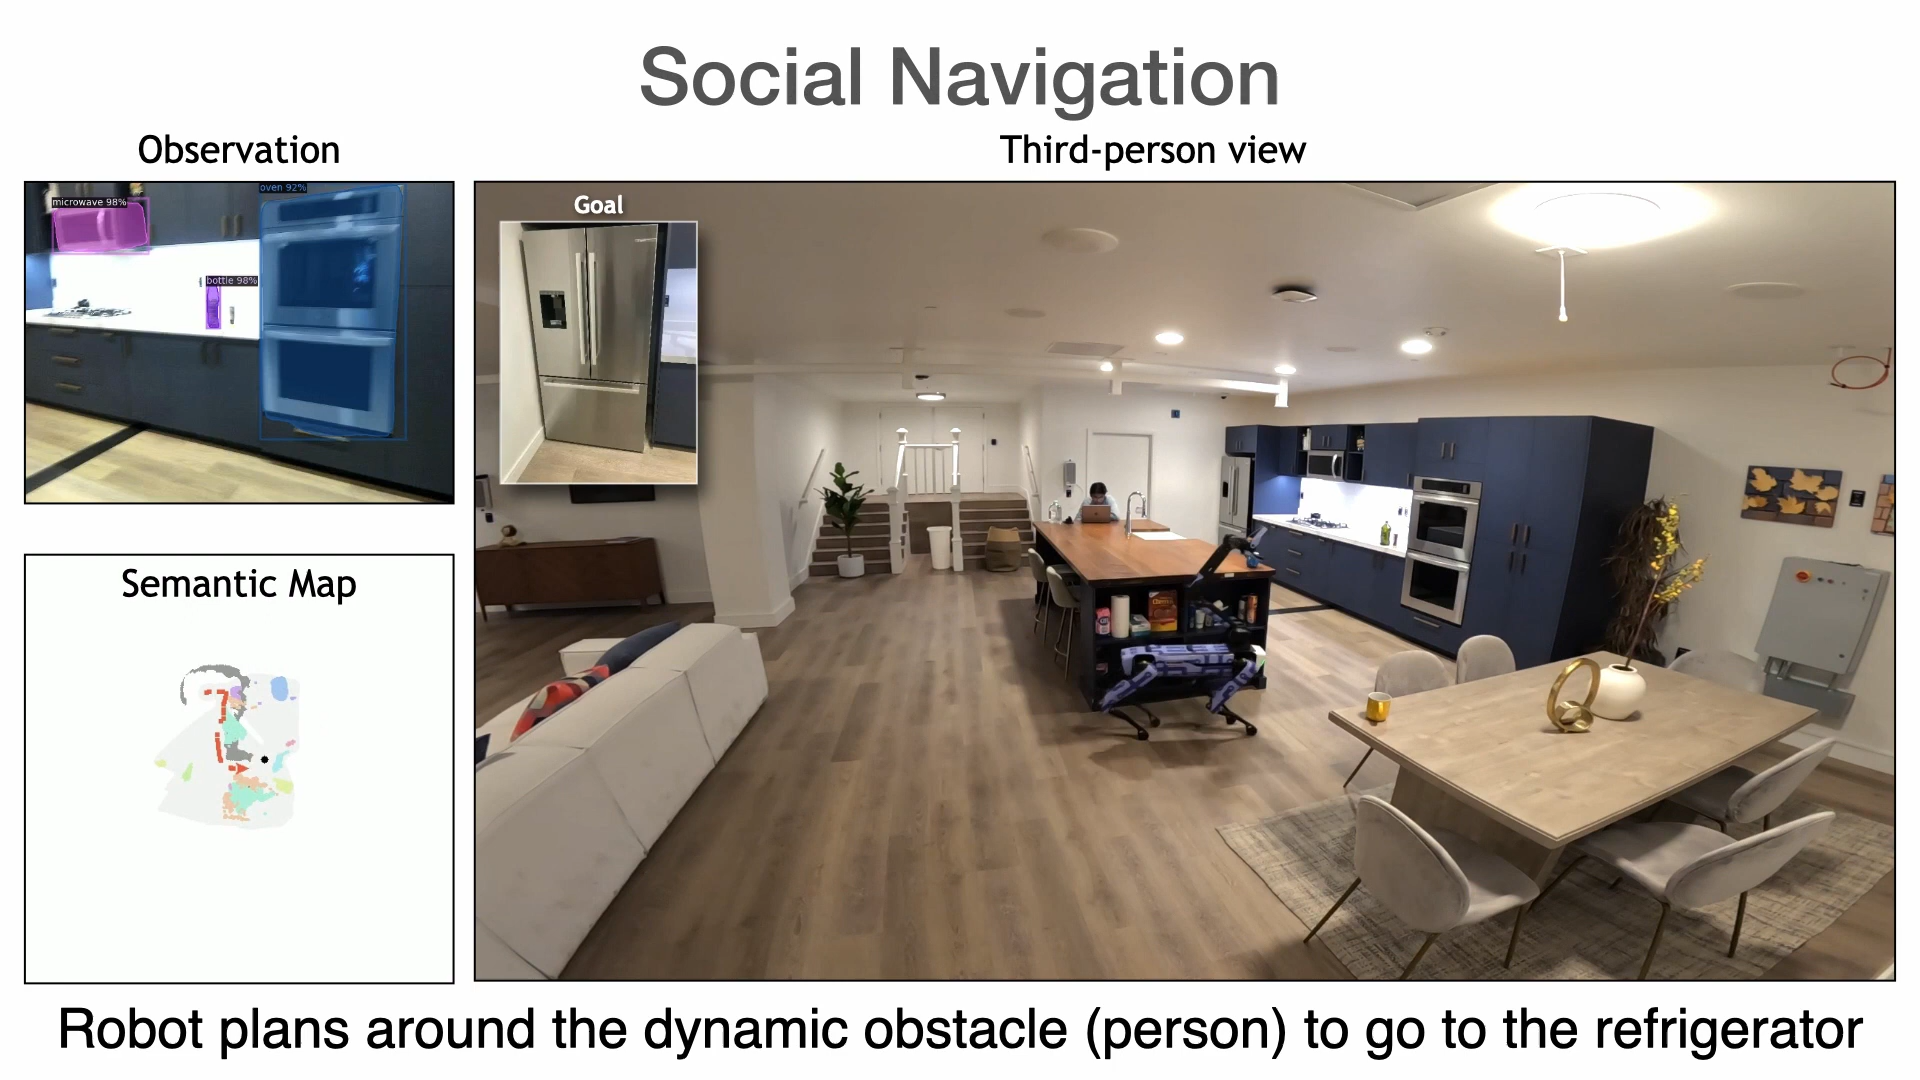 Social Navigation
Observation
Third-person view
microwave 98%
oven 92%
bottle 98%
Goal
Semantic Map
Robot plans around the dynamic obstacle (person) to go to the refrigerator